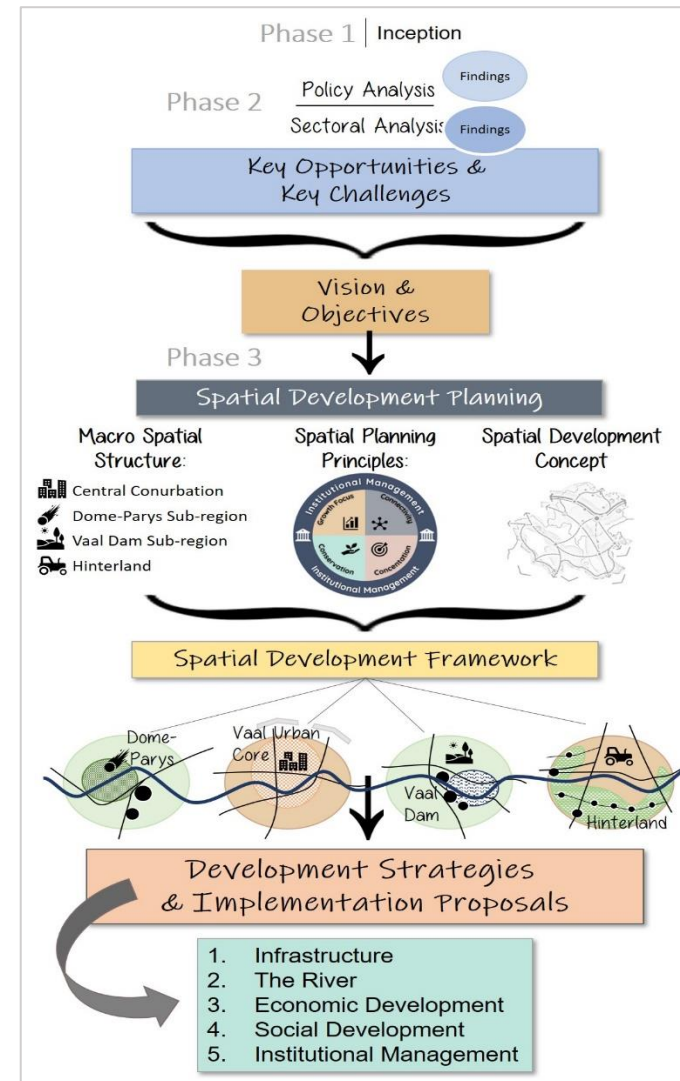 Phase 1 | Inception
Findings
Phase 2
Policy Analysis
Sectoral Analysis
Findings
Key Opportunities &
Key Challenges
Vision &
Objectives
Phase 3
Spatial Development Planning
Macro Spatial
Structure:
Central Conurbation
Dome-Parys Sub-region
Vaal Dam Sub-region
Hinterland
Spatial Planning
Principles:
Institutional Management
Growth Focus
Connectivity
Conservation
Concentation
Institutional Management
Spatial Development
Concept
Spatial Development Framework
Dome-
Parys
Vaal Urban
Core
Vaal
Dam
Hinterland
Development Strategies
& Implementation Proposals
1. Infrastructure
2. The River
3. Economic Development
4. Social Development
5. Institutional Management